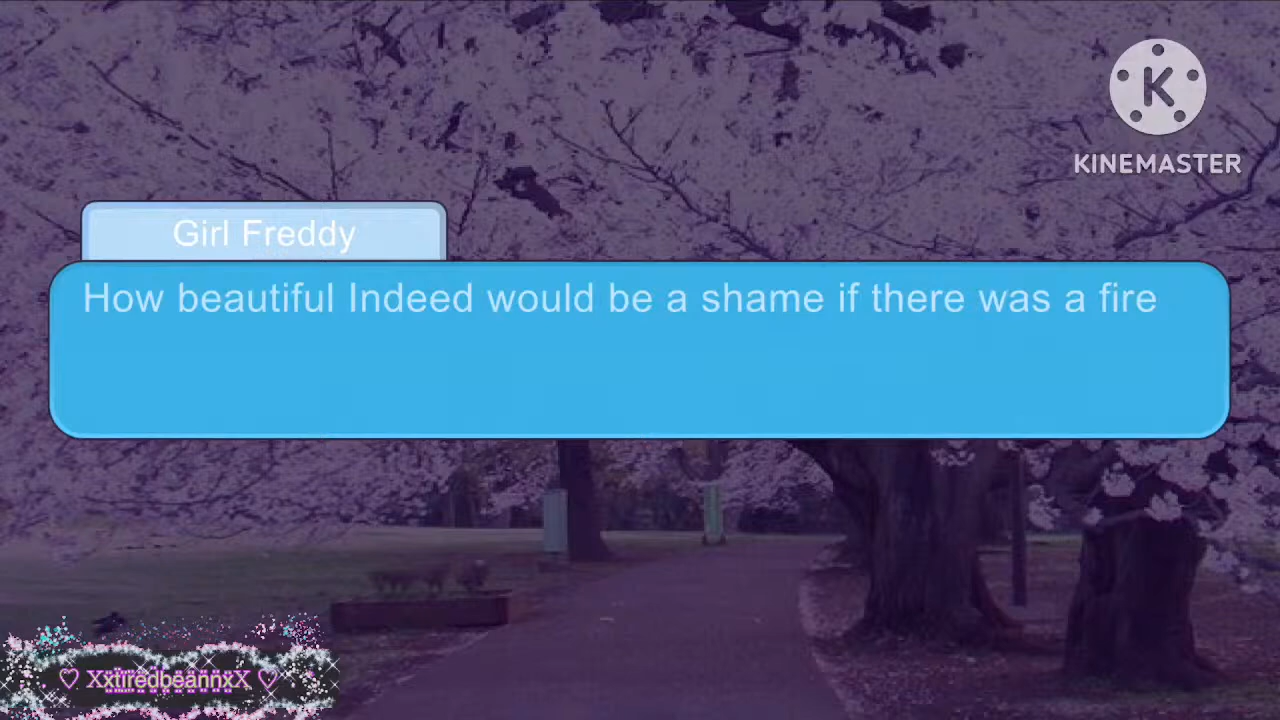 KINEMASTER
Girl Freddy
How beautiful Indeed would be a shame if there was a fire
♡ XxtiredbeannxX ♡